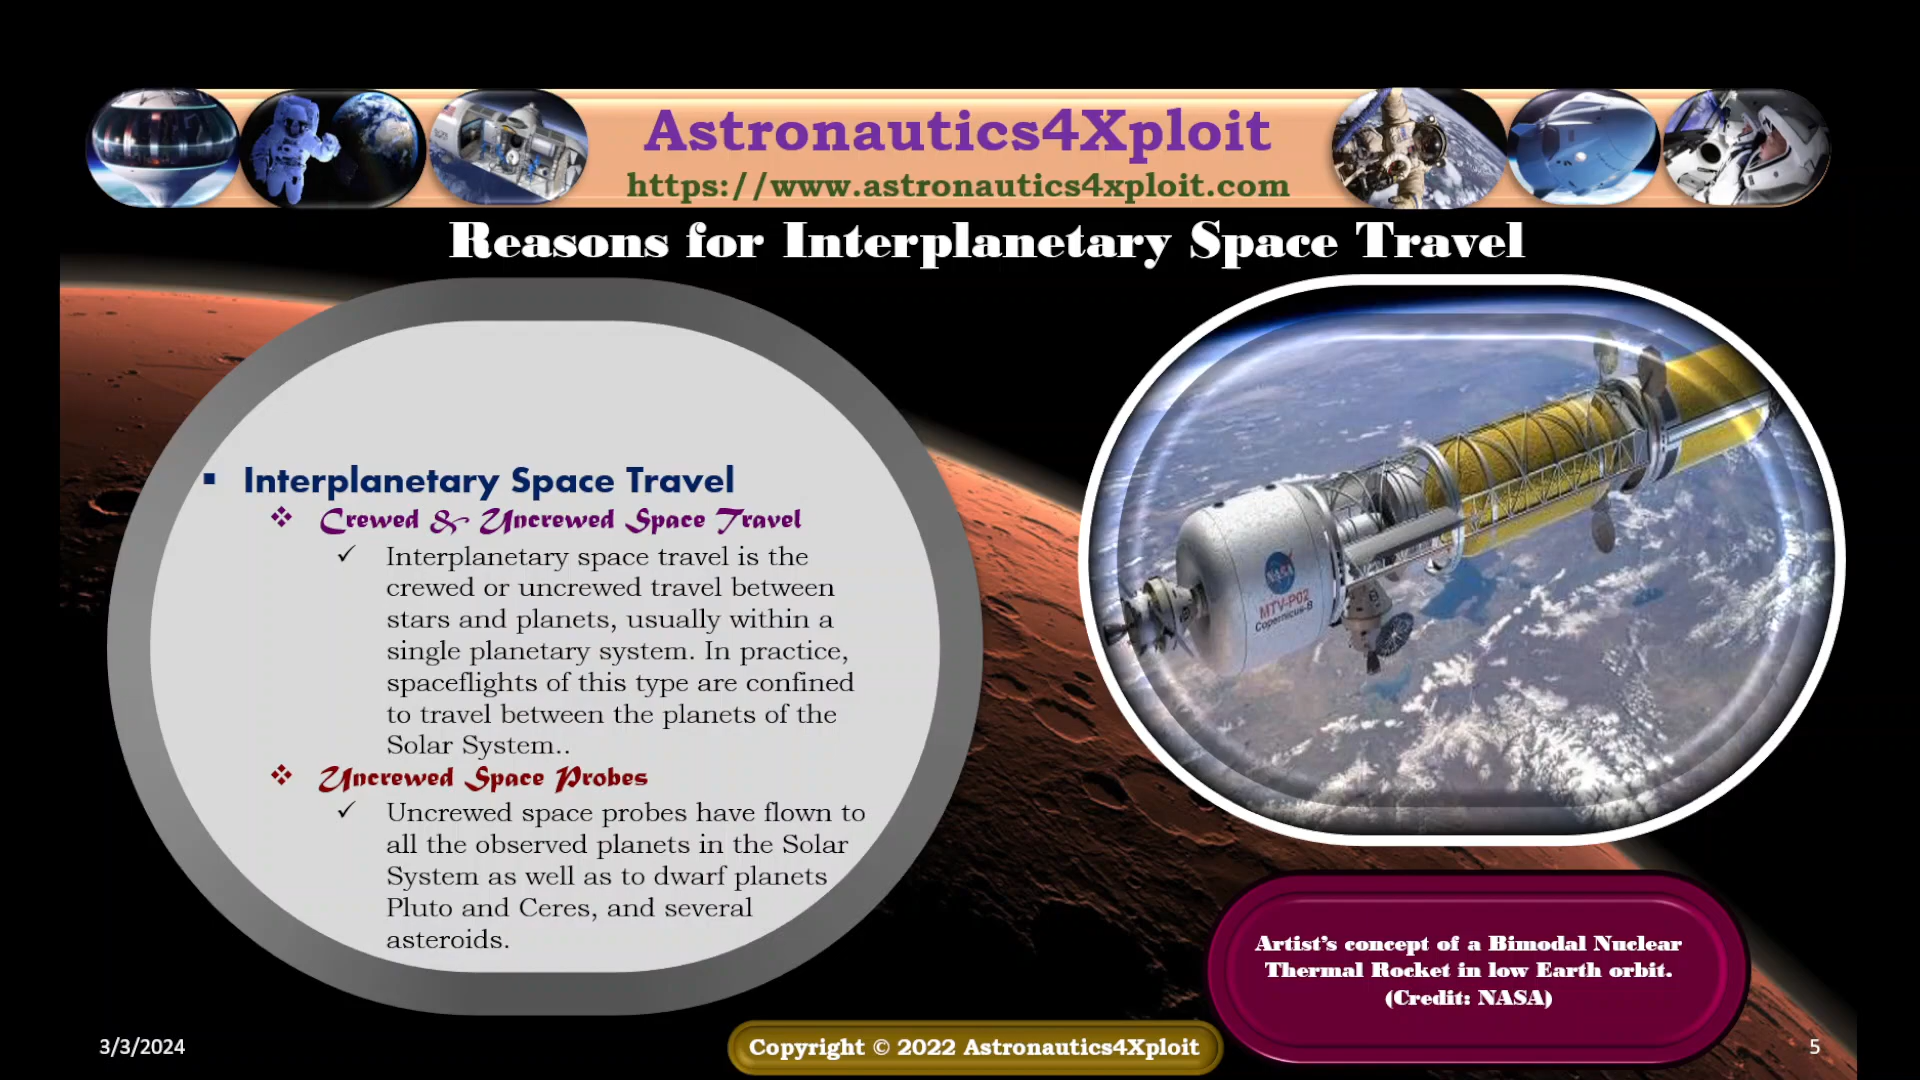 Astronautics4Xploit
https://www.astronautics4xploit.com
Reasons for Interplanetary Space Travel
▪ Interplanetary Space Travel
❖ Crewed & Uncrewed Space Travel
✓ Interplanetary space travel is the
crewed or uncrewed travel between
stars and planets, usually within a
single planetary system. In practice,
spaceflights of this type are confined
to travel between the planets of the
Solar System..
❖ Uncrewed Space Probes
✓ Uncrewed space probes have flown to
all the observed planets in the Solar
System as well as to dwarf planets
Pluto and Ceres, and several
asteroids.
NASA
MTV-P02
Copernicus-B
Artist's concept of a Bimodal Nuclear
Thermal Rocket in low Earth orbit.
(Credit: NASA)
3/3/2024
Copyright © 2022 Astronautics4Xploit
5